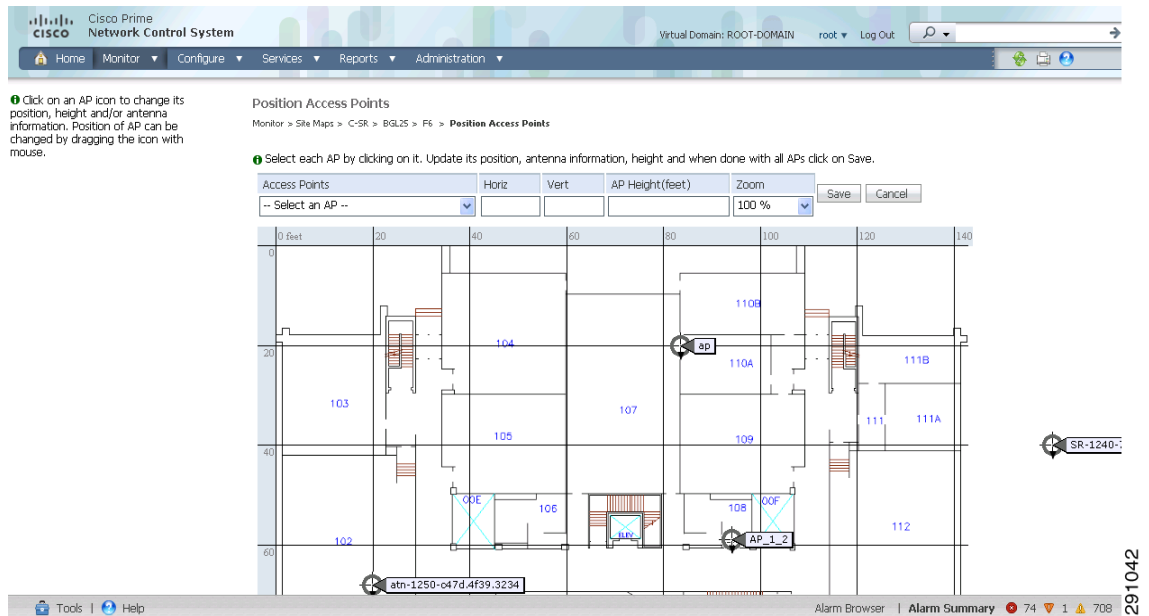 CISCO
Cisco Prime
Network Control System
Virtual Domain: ROOT-DOMAIN
root
Log Out
Home
Monitor
Configure
Services
Reports
Administration
Click on an AP icon to change its
position, height and/or antenna
information. Position of AP can be
changed by dragging the icon with
mouse.
Position Access Points
Monitor > Site Maps > C-SR > BGL25 > F6 > Position Access Points
Select each AP by clicking on it. Update its position, antenna information, height and when done with all APs click on Save.
Access Points
Horiz
Vert
AP Height(feet)
Zoom
-- Select an AP --
100 %
Save
Cancel
0 feet
20
40
60
80
100
120
140
0
110B
104
20
ap
110A
111B
103
107
111
111A
105
109
40
SR-1240-
00E
106
108
00F
112
ELEV
102
AP_1_2
60
atn-1250-c47d.4f39.3234
Tools | Help
Alarm Browser | Alarm Summary 74 1 708
291042